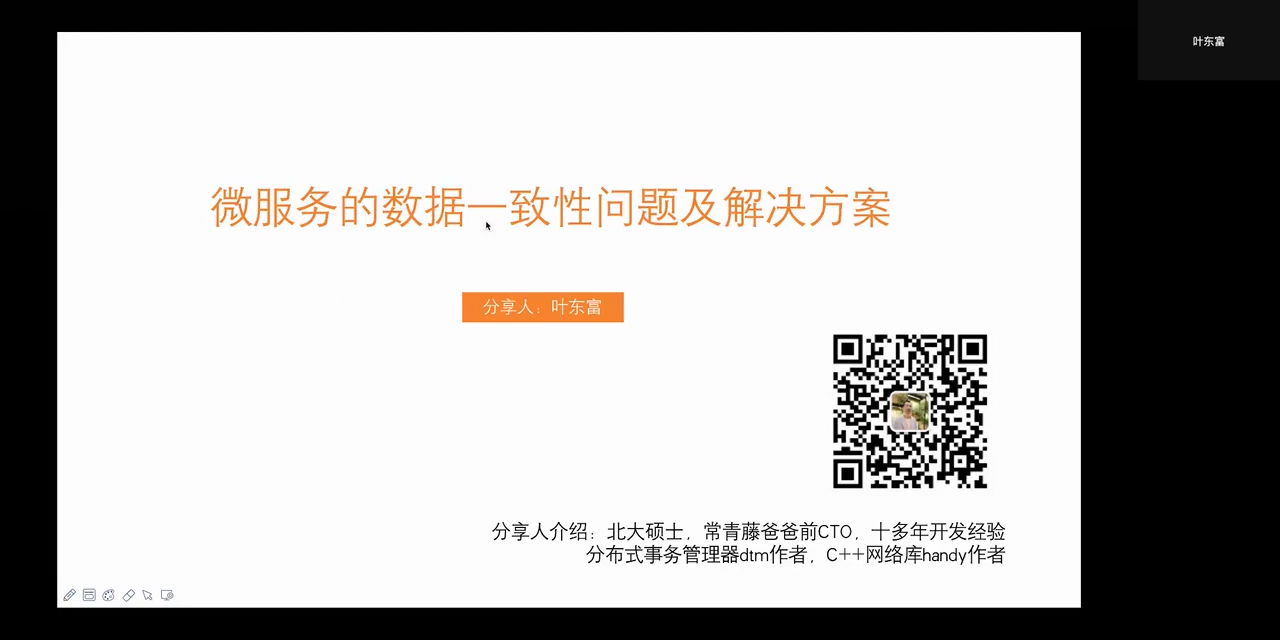 叶东富
微服务的数据一致性问题及解决方案
分享人：叶东富
分享人介绍：北大硕士，常青藤爸爸前CTO，十多年开发经验
分布式事务管理器dtm作者，C++网络库handy作者